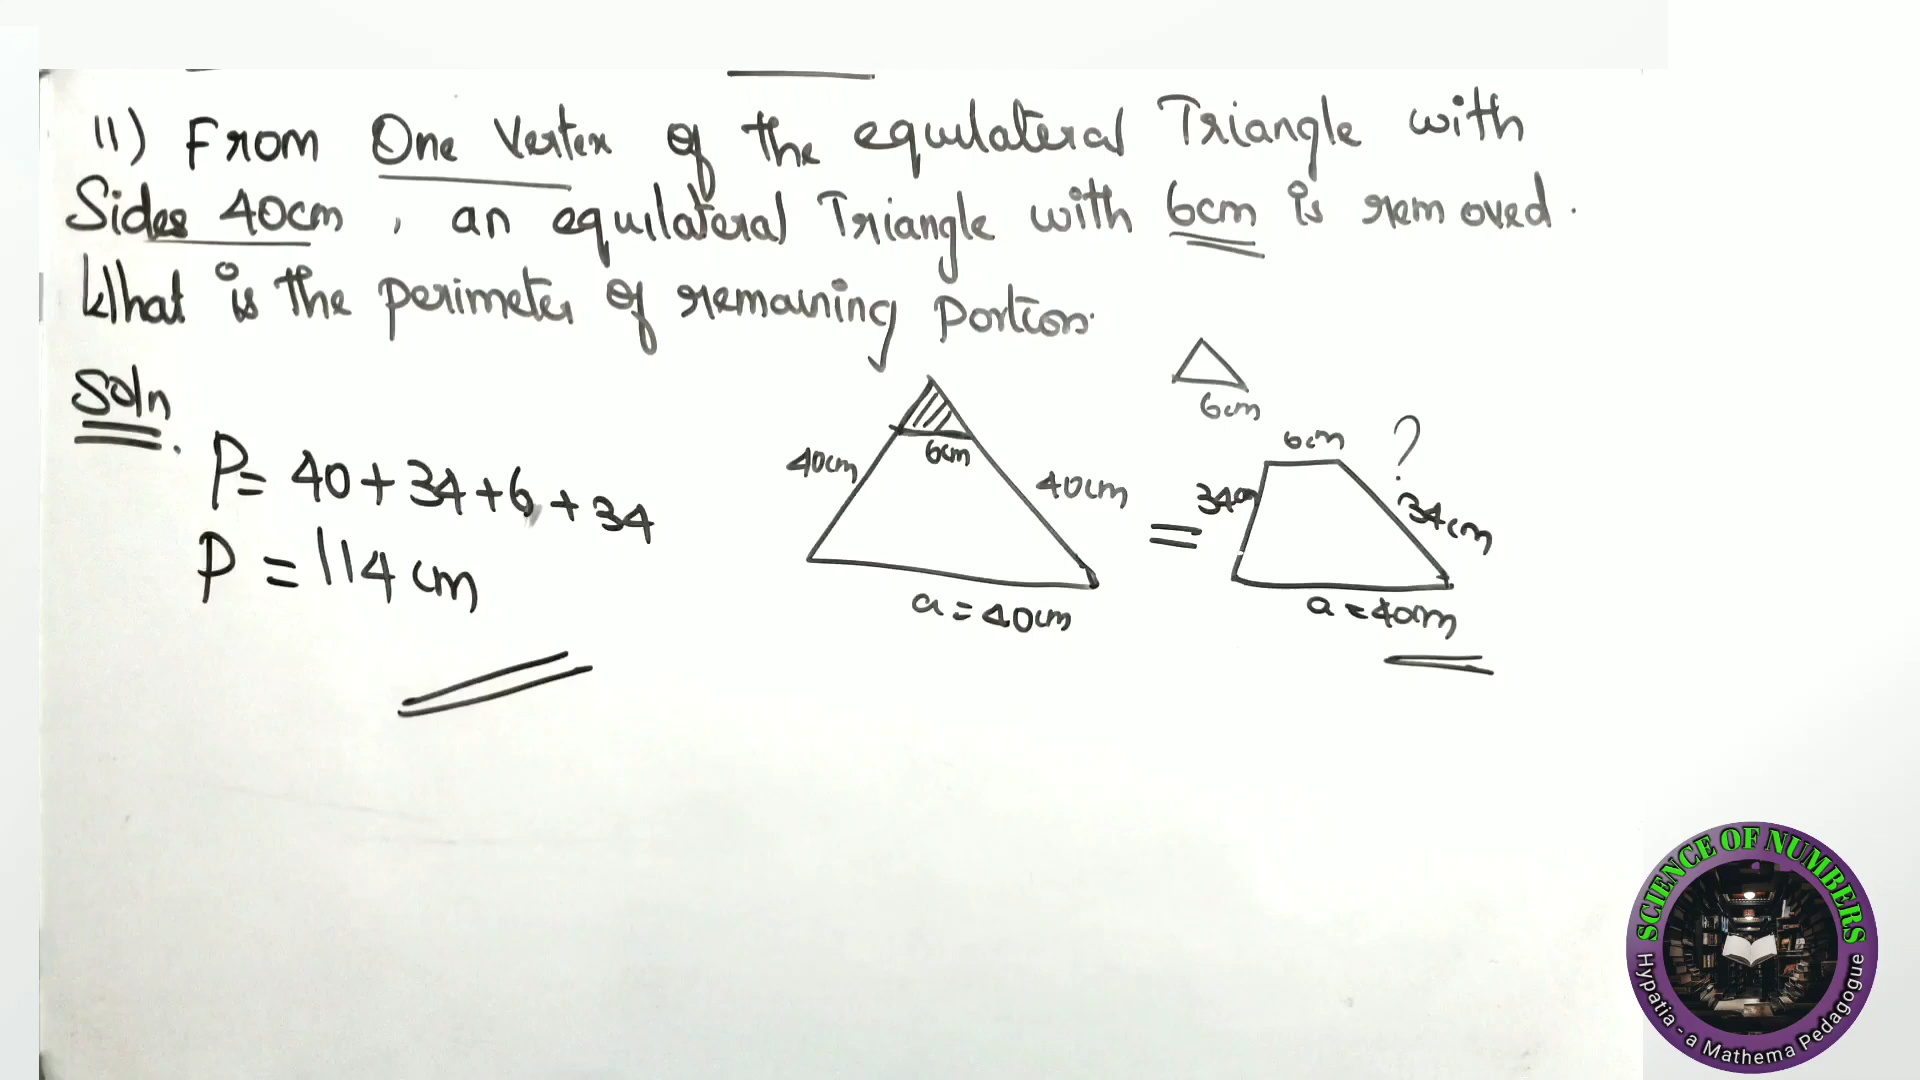 11) From One Vertex of the equilateral Triangle with
Sides 40cm, an equilateral Triangle with 6cm is removed.
What is the perimeter of remaining Portion.
Soln.
P= 40+34+6+34
P = 114 cm
40cm
6cm
40cm
a = 40cm
=
6cm
6cm
?
34cm
34cm
a = 40cm
SCIENCE OF NUMBERS
Hypatia - a Mathema Pedagogue